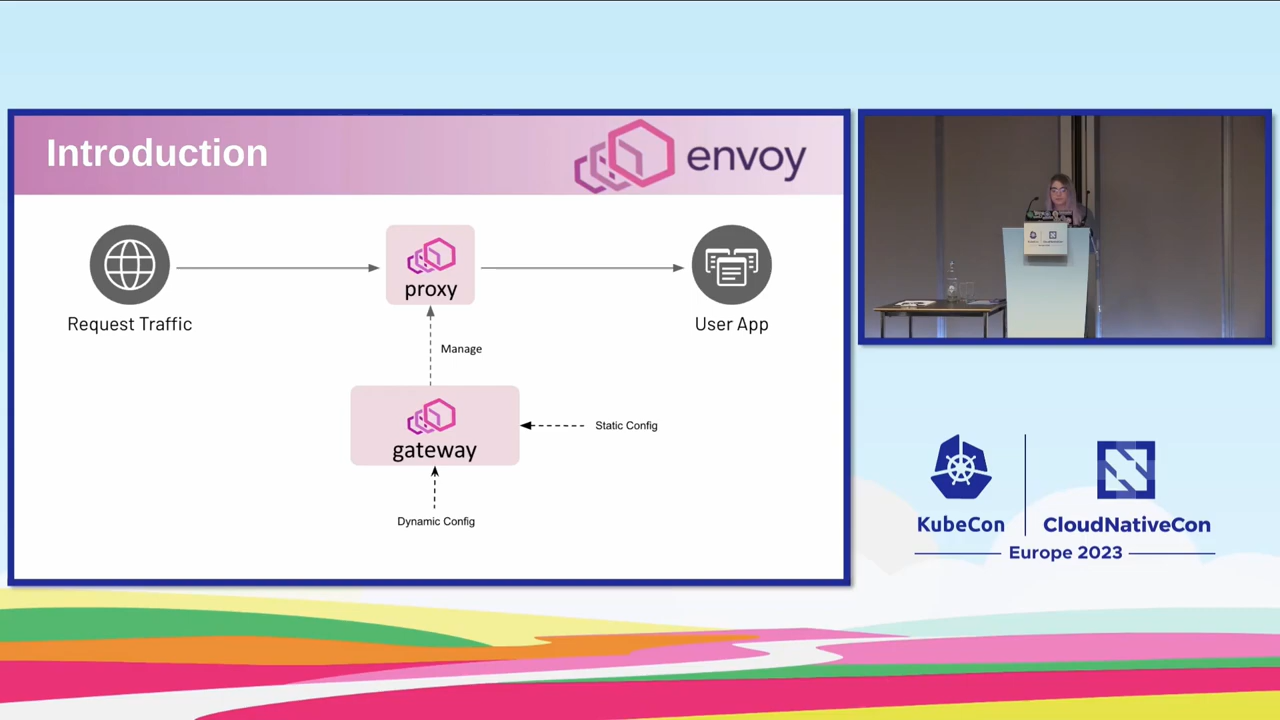 Introduction
envoy
proxy
Request Traffic
User App
Manage
gateway
Static Config
Dynamic Config
KubeCon
CloudNativeCon
Europe 2023